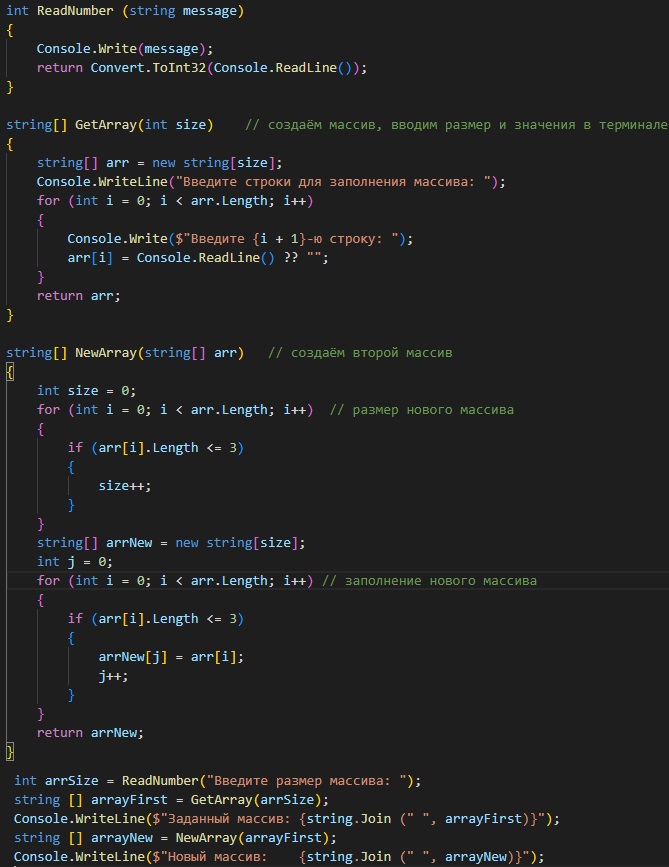 int ReadNumber (string message)
{
    Console.Write(message);
    return Convert.ToInt32(Console.ReadLine());
}

string[] GetArray(int size)    // создаём массив, вводим размер и значения в терминале
{
    string[] arr = new string[size];
    Console.WriteLine("Введите строки для заполнения массива: ");
    for (int i = 0; i < arr.Length; i++)
    {
        Console.Write($"Введите {i + 1}-ю строку: ");
        arr[i] = Console.ReadLine() ?? "";
    }
    return arr;
}

string[] NewArray(string[] arr)   // создаём второй массив
{
    int size = 0;
    for (int i = 0; i < arr.Length; i++)  // размер нового массива
    {
        if (arr[i].Length <= 3)
        {
            size++;
        }
    }
    string[] arrNew = new string[size];
    int j = 0;
    for (int i = 0; i < arr.Length; i++) // заполнение нового массива
    {
        if (arr[i].Length <= 3)
        {
            arrNew[j] = arr[i];
            j++;
        }
    }
    return arrNew;
}
 int arrSize = ReadNumber("Введите размер масcива: ");
 string [] arrayFirst = GetArray(arrSize);
 Console.WriteLine($"Заданный массив: {string.Join (" ", arrayFirst)}");
 string [] arrayNew = NewArray(arrayFirst);
 Console.WriteLine($"Новый массив:    {string.Join (" ", arrayNew)}");